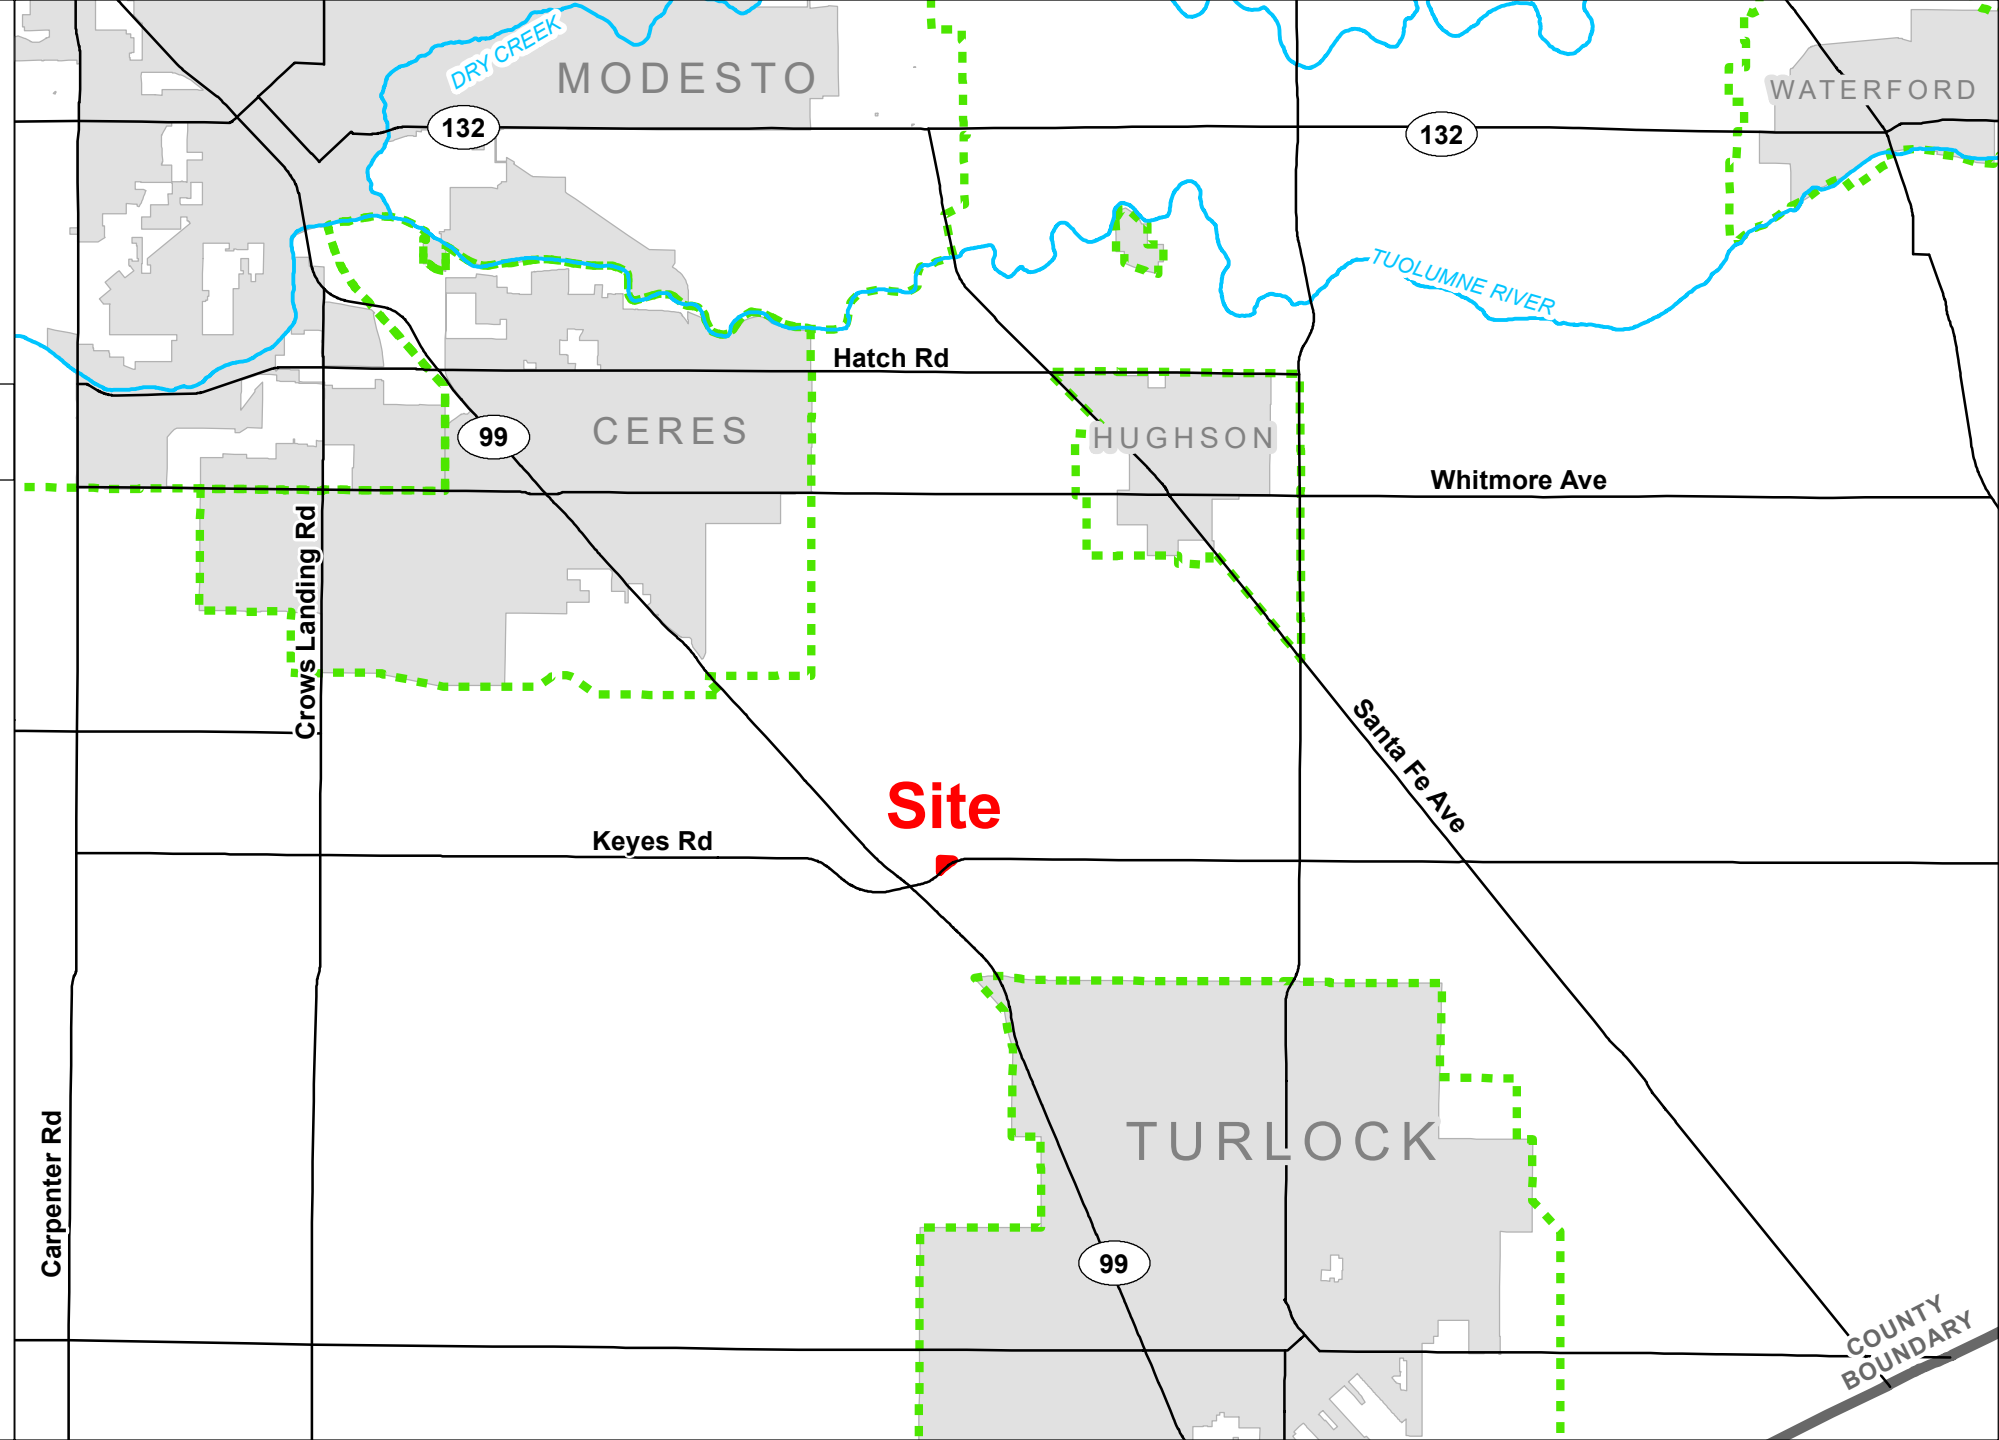 DRY CREEK
MODESTO
WATERFORD
132
132
TUOLUMNE RIVER
Hatch Rd
99
CERES
HUGHSON
Whitmore Ave
Crows Landing Rd
Santa Fe Ave
Site
Keyes Rd
Carpenter Rd
TURLOCK
99
COUNTY
BOUNDARY